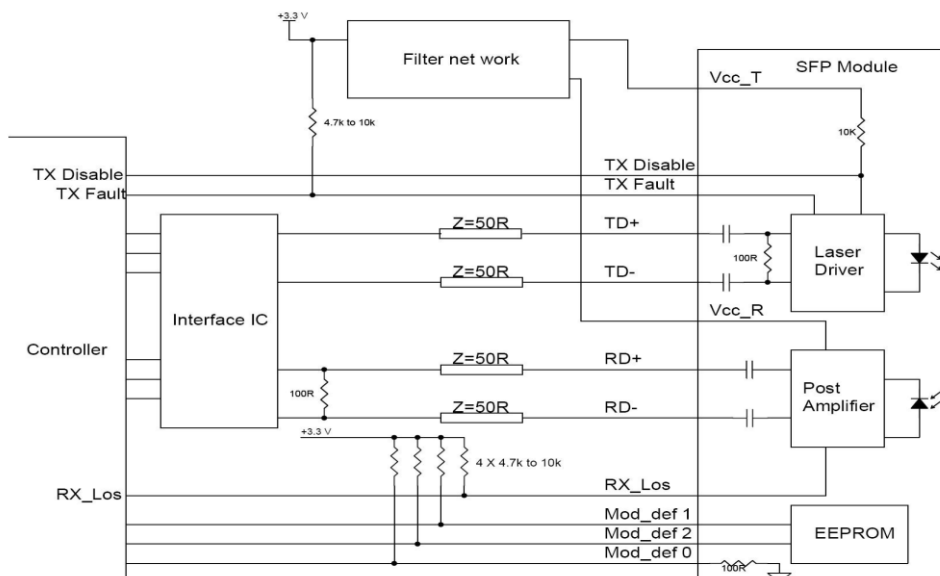 +3.3 V
Filter net work
SFP Module
Vcc_T
4.7k to 10k
10K
TX Disable
TX Disable
TX Fault
TX Fault
Z=50R
TD+
100R
Laser
Driver
Z=50R
TD-
Interface IC
Vcc_R
Controller
Z=50R
RD+
100R
Post
Amplifier
Z=50R
RD-
+3.3 V
4 X 4.7k to 10k
RX_Los
RX_Los
Mod_def 1
Mod_def 2
EEPROM
Mod_def 0
100R